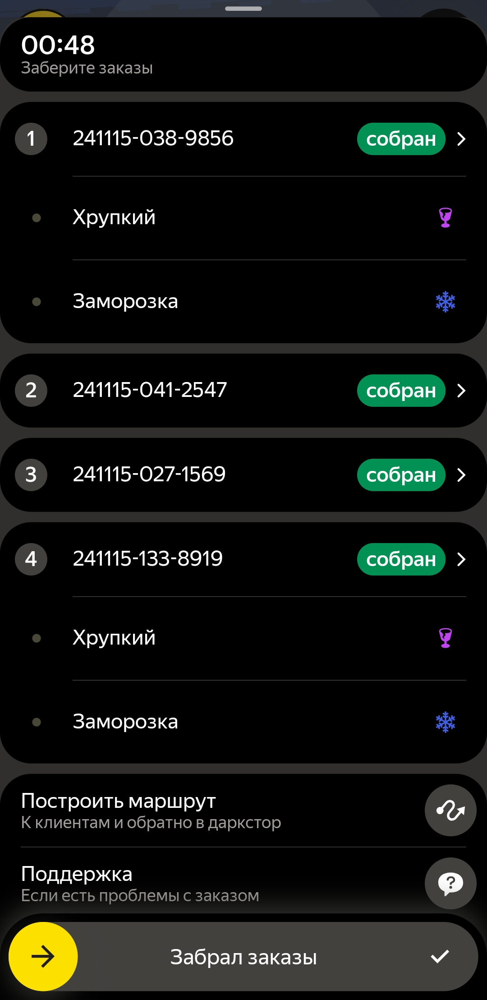 00:48
Заберите заказы
1 241115-038-9856 собран
Хрупкий
Заморозка
2 241115-041-2547 собран
3 241115-027-1569 собран
4 241115-133-8919 собран
Хрупкий
Заморозка
Построить маршрут
К клиентам и обратно в даркстор
Поддержка
Если есть проблемы с заказом
?
Забрал заказы